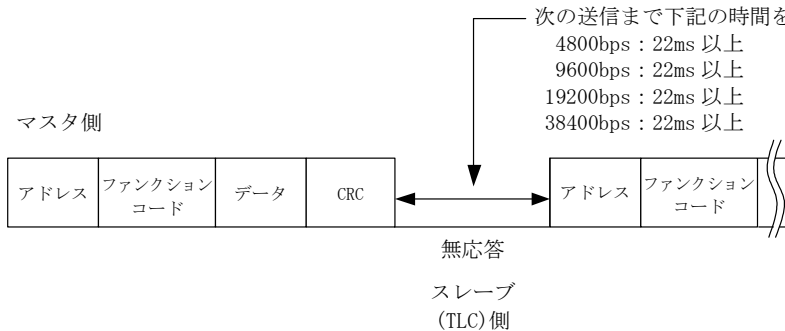 次の送信まで下記の時間を
4800bps：22ms 以上
9600bps：22ms 以上
19200bps：22ms 以上
38400bps：22ms 以上
マスタ側
アドレス
ファンクション
コード
データ
CRC
アドレス
ファンクション
コード
無応答
スレーブ
(TLC)側